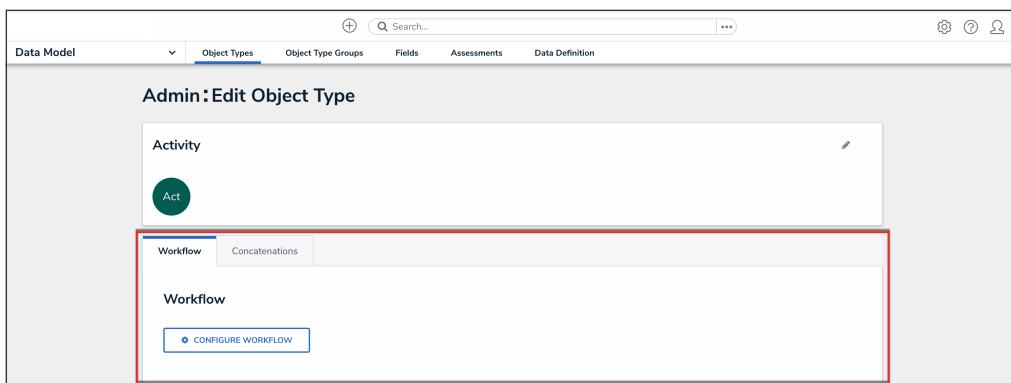 Search...
Data Model Object Types Object Type Groups Fields Assessments Data Definition
Admin: Edit Object Type
Activity
Act
Workflow Concatenations
Workflow
CONFIGURE WORKFLOW